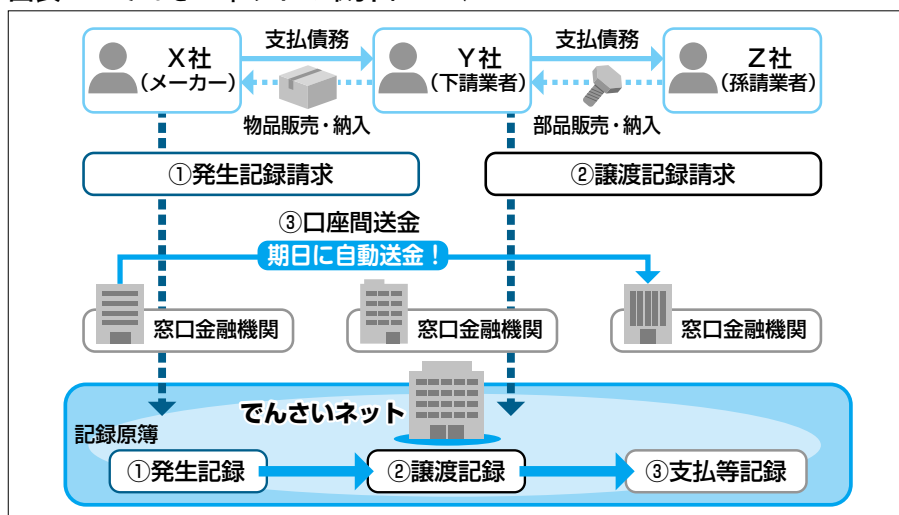 X社
(メーカー)
支払債務
物品販売・納入
Y社
(下請業者)
支払債務
部品販売・納入
Z社
(孫請業者)
①発生記録請求
②譲渡記録請求
③口座間送金
期日に自動送金！
窓口金融機関
窓口金融機関
窓口金融機関
でんさいネット
記録原簿
①発生記録
②譲渡記録
③支払等記録